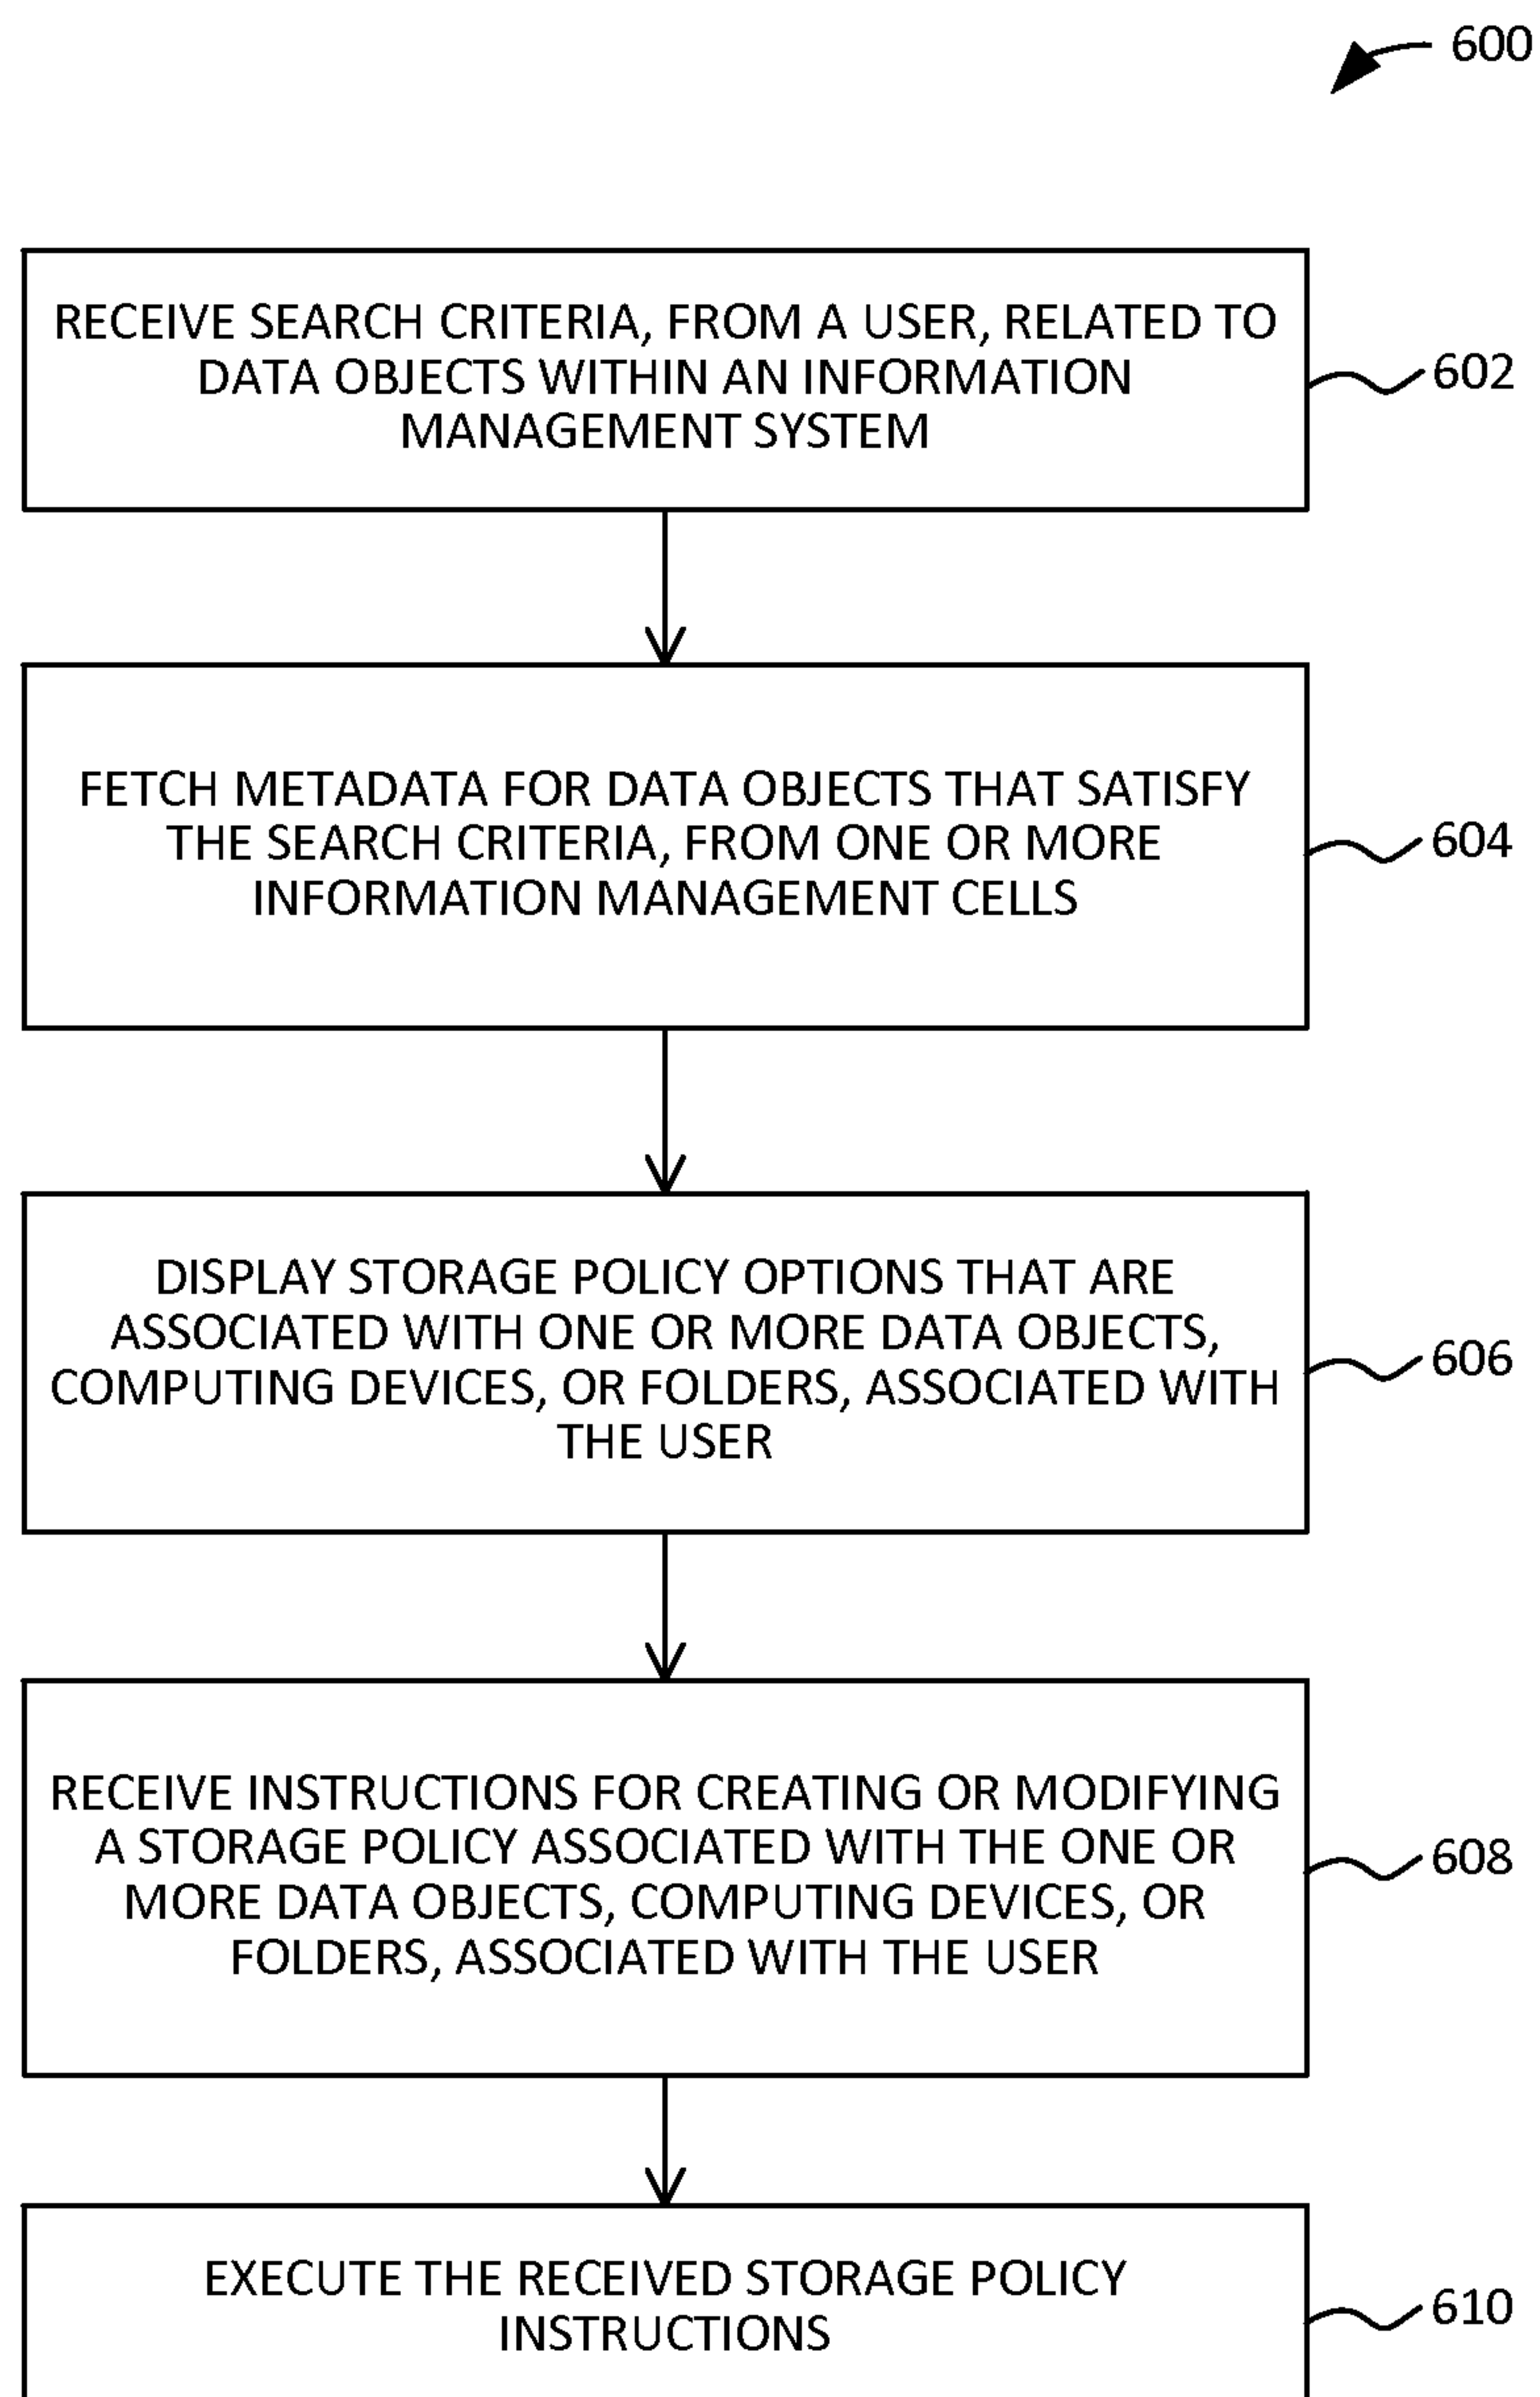 600
RECEIVE SEARCH CRITERIA, FROM A USER, RELATED TO
DATA OBJECTS WITHIN AN INFORMATION
MANAGEMENT SYSTEM
602
FETCH METADATA FOR DATA OBJECTS THAT SATISFY
THE SEARCH CRITERIA, FROM ONE OR MORE
INFORMATION MANAGEMENT CELLS
604
DISPLAY STORAGE POLICY OPTIONS THAT ARE
ASSOCIATED WITH ONE OR MORE DATA OBJECTS,
COMPUTING DEVICES, OR FOLDERS, ASSOCIATED WITH
THE USER
606
RECEIVE INSTRUCTIONS FOR CREATING OR MODIFYING
A STORAGE POLICY ASSOCIATED WITH THE ONE OR
MORE DATA OBJECTS, COMPUTING DEVICES, OR
FOLDERS, ASSOCIATED WITH THE USER
608
EXECUTE THE RECEIVED STORAGE POLICY
INSTRUCTIONS
610